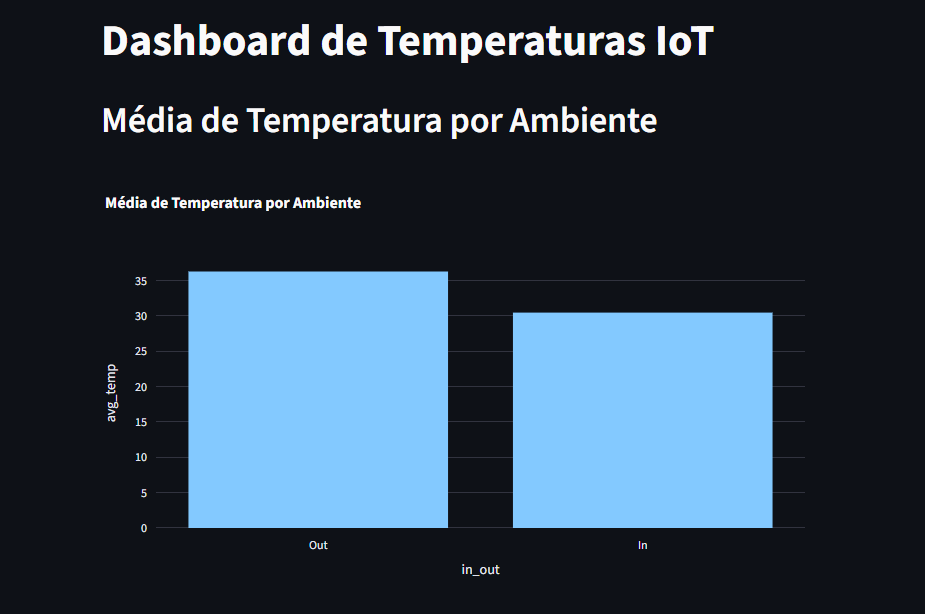 Dashboard de Temperaturas IoT
Média de Temperatura por Ambiente
Média de Temperatura por Ambiente
35
30
25
20
15
10
5
0
avg_temp
Out
In
in_out